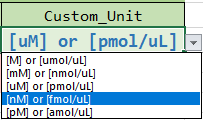 Custom_Unit
[uM] or [pmol/uL]
[M] or [umol/uL]
[mM] or [nmol/uL]
[uM] or [pmol/uL]
[nM] or [fmol/uL]
[pM] or [amol/uL]